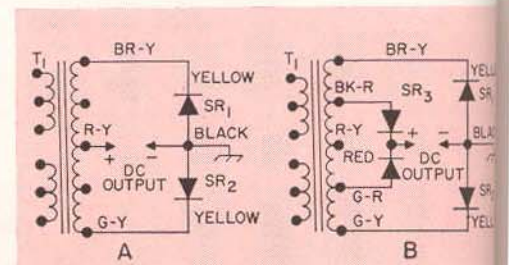 BR-Y
T1
YELLOW
SR1
R-Y
BLACK
+ -
DC
OUTPUT
SR2
G-Y
YELLOW
A
BR-Y
T1
BK-R
SR3
R-Y
+ -
RED
DC
OUTPUT
G-R
G-Y
B